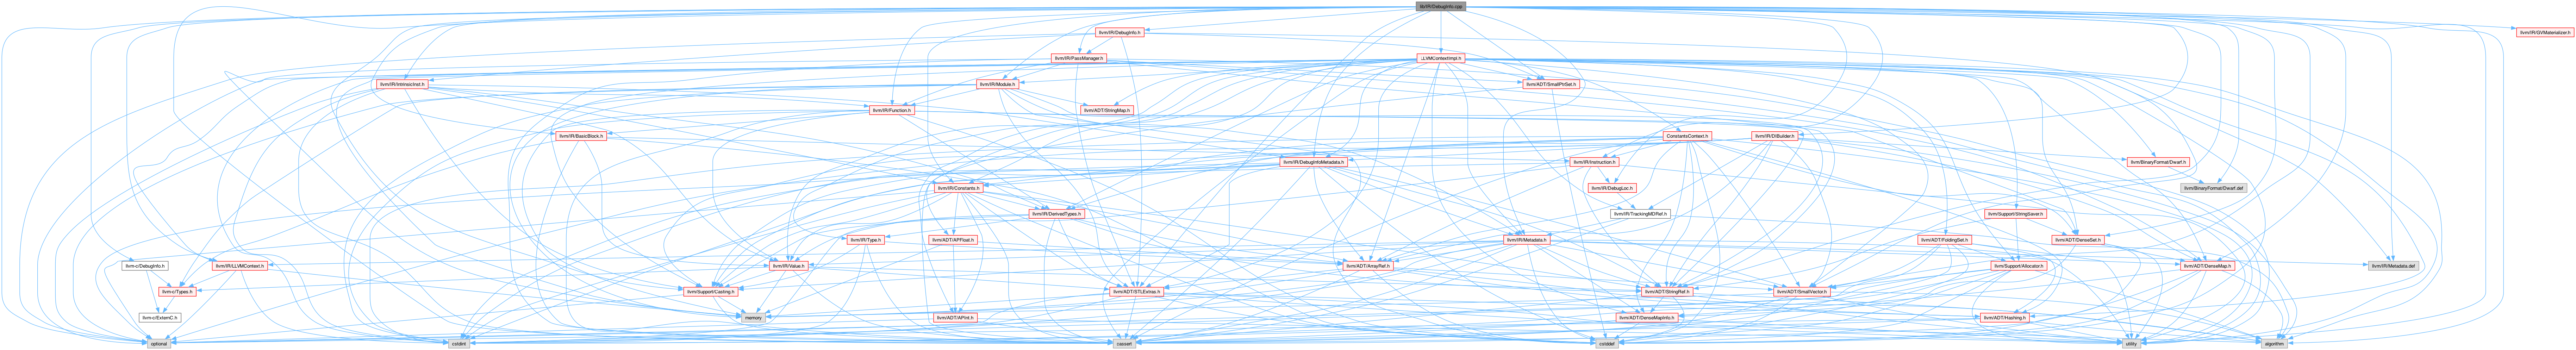 lib/IR/DebugInfo.cpp
llvm/IR/DebugInfo.h
llvm/IR/GVMaterializer.h
llvm/IR/PassManager.h
LLVMContextImpl.h
llvm/IR/IntrinsicInst.h
llvm/IR/Module.h
llvm/ADT/SmallPtrSet.h
llvm/IR/Function.h
llvm/ADT/StringMap.h
llvm/IR/BasicBlock.h
ConstantsContext.h
llvm/IR/DIBuilder.h
llvm/IR/DebugInfoMetadata.h
llvm/IR/Instruction.h
llvm/BinaryFormat/Dwarf.h
llvm/IR/Constants.h
llvm/IR/DebugLoc.h
llvm/BinaryFormat/Dwarf.def
llvm/IR/DerivedTypes.h
llvm/IR/TrackingMDRef.h
llvm/Support/StringSaver.h
llvm/IR/Type.h
llvm/ADT/APFloat.h
llvm/IR/Metadata.h
llvm/ADT/FoldingSet.h
llvm/ADT/DenseSet.h
llvm-c/DebugInfo.h
llvm/IR/LLVMContext.h
llvm/IR/Value.h
llvm/ADT/ArrayRef.h
llvm/Support/Allocator.h
llvm/ADT/DenseMap.h
llvm/IR/Metadata.def
llvm-c/Types.h
llvm/Support/Casting.h
llvm/ADT/STLExtras.h
llvm/ADT/StringRef.h
llvm/ADT/SmallVector.h
llvm-c/ExternC.h
memory
llvm/ADT/APInt.h
llvm/ADT/DenseMapInfo.h
llvm/ADT/Hashing.h
optional
cstdint
cassert
cstddef
utility
algorithm